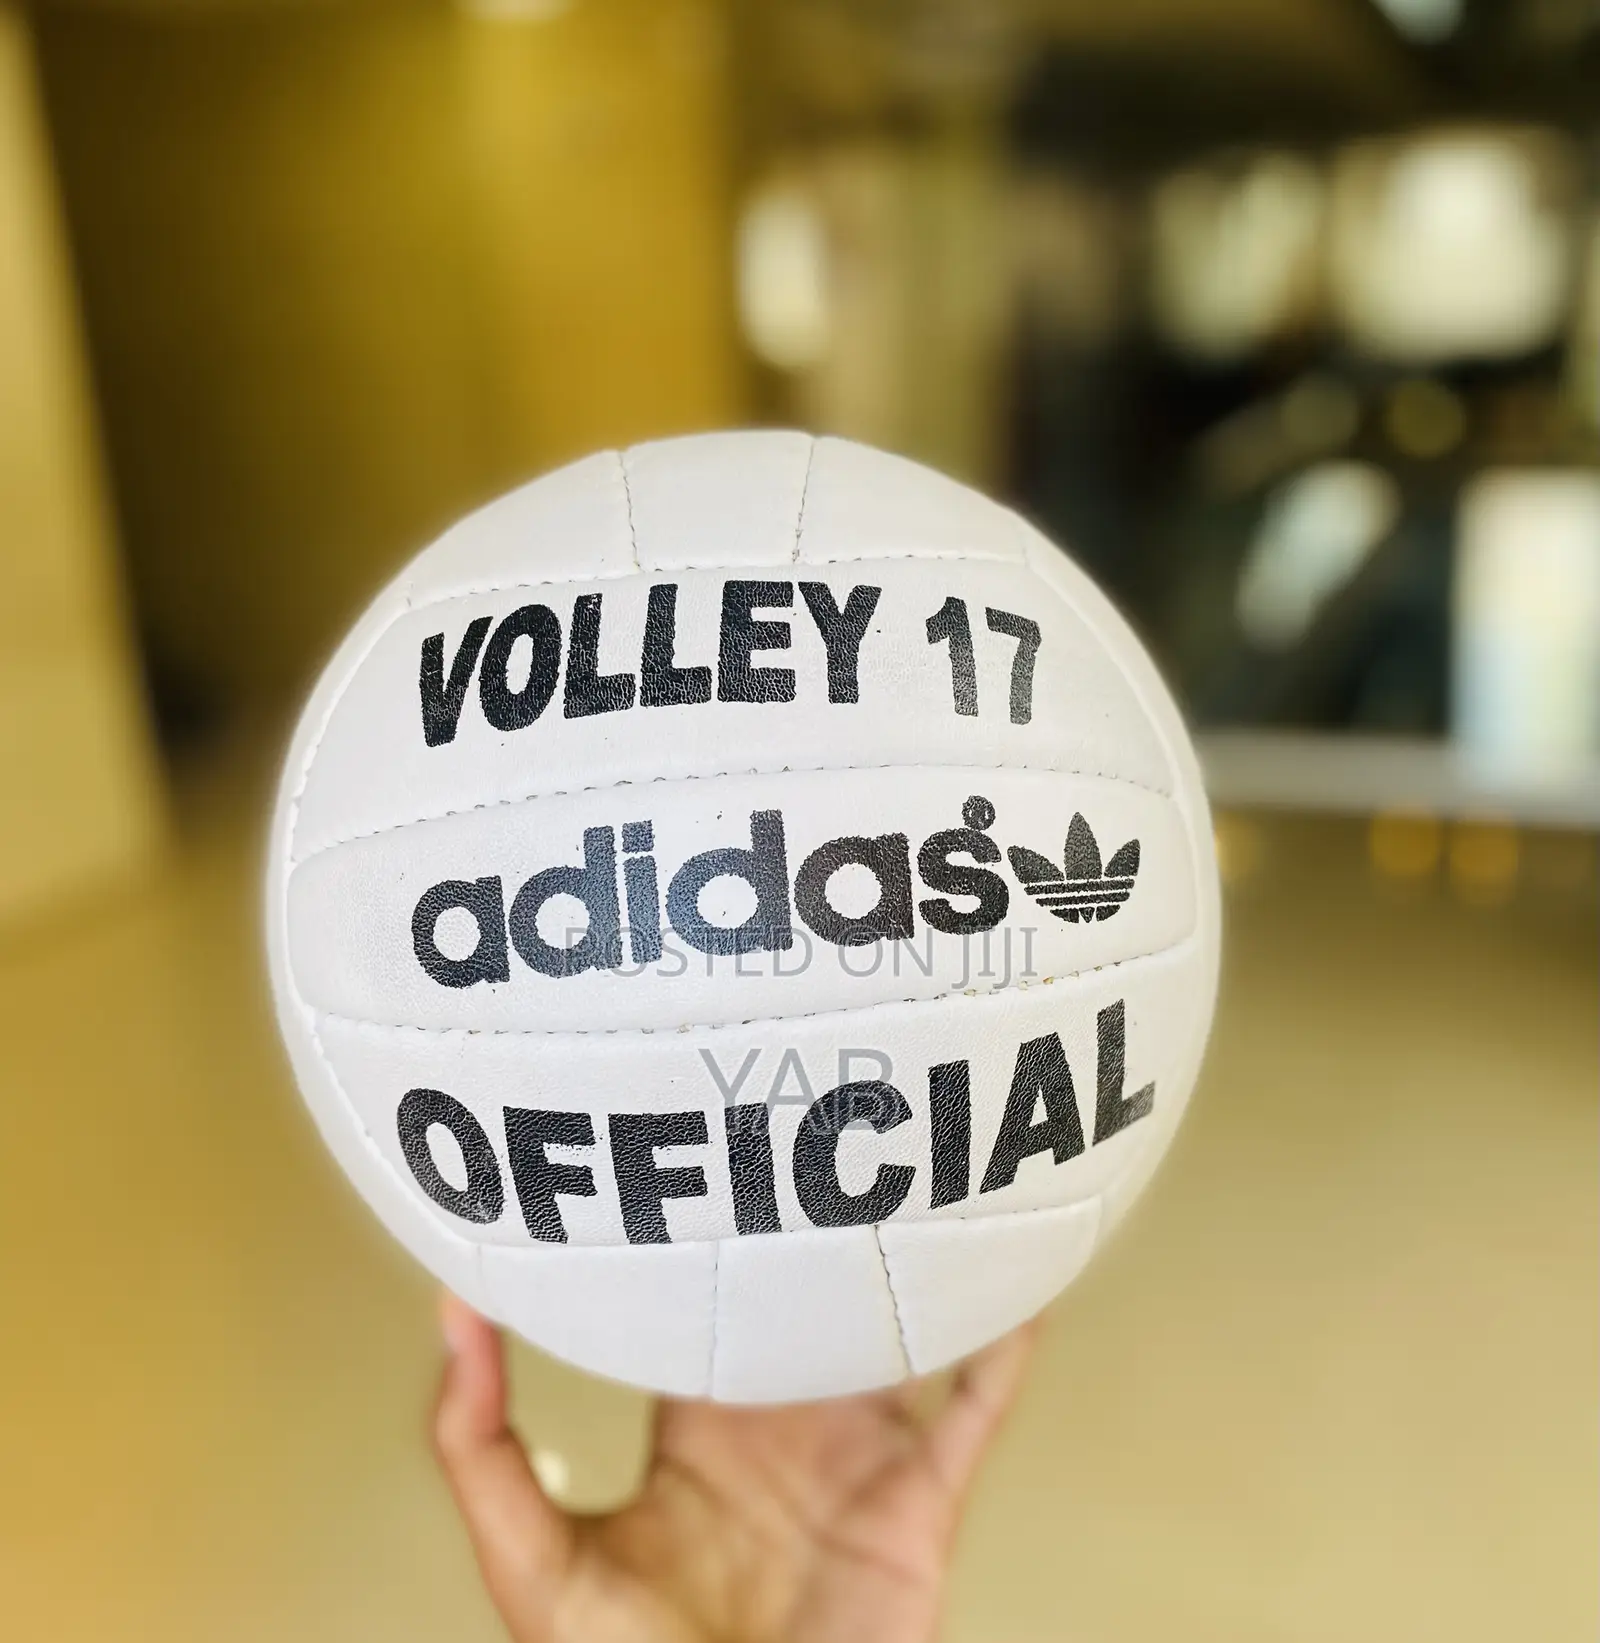 VOLLEY 17
adidas
POSTED ON JIJI
YAB
OFFICIAL